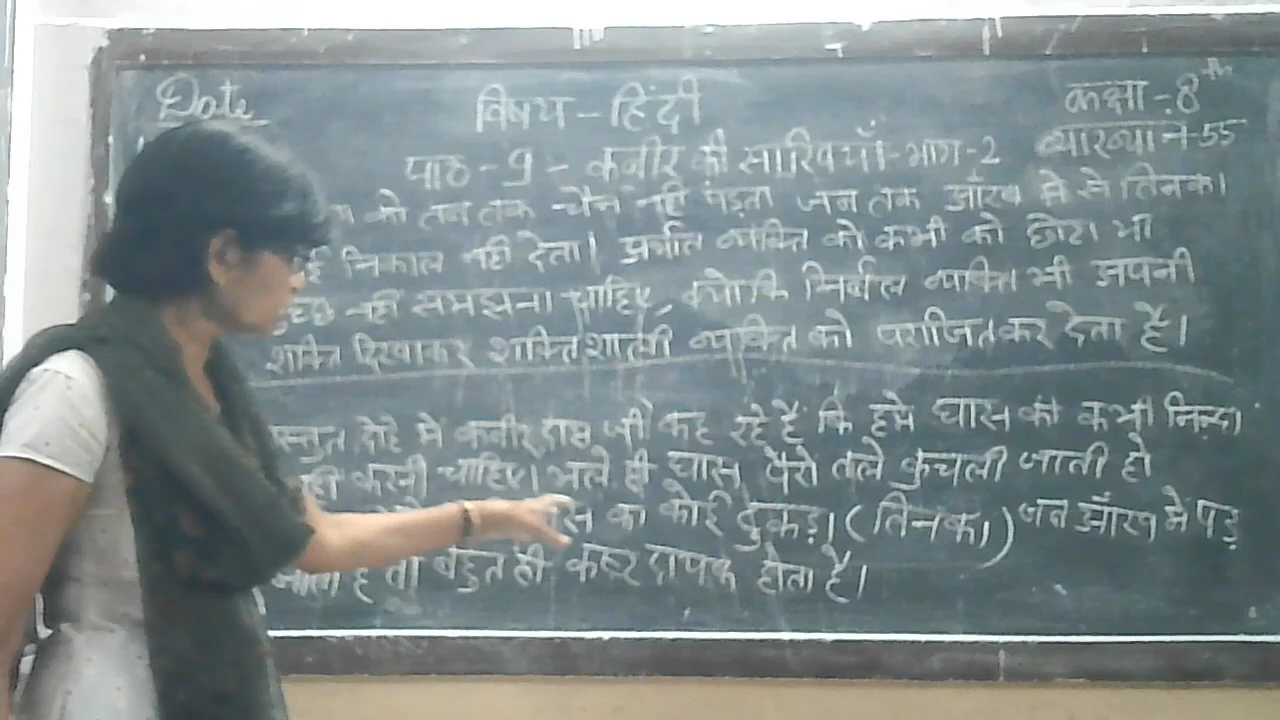 Date
विषय - हिंदी
कक्षा - 8th
पाठ - 9 - कबीर की साखियाँ - भाग - 2
व्याख्यान - 55
को तब तक चैन नही पड़ता जब तक आँख मे से तिनका
निकाल नही देता। अर्थात व्यक्ति को कभी को छोटा भी
नही समझना चाहिए, क्योकि निर्बल व्यक्ति भी अपनी
शक्ति दिखाकर शक्तिशाली व्यक्ति को पराजित कर देता है।
दोहे मे कबीर दास जी कह रहे है कि हमे घास की कभी निन्दा
करनी चाहिए। भले ही घास पैरो तले कुचली जाती हो
का कोई टुकड़ा (तिनका) जब आँख मे पड़
जाता है तो बहुत ही कष्ट दायक होता है।